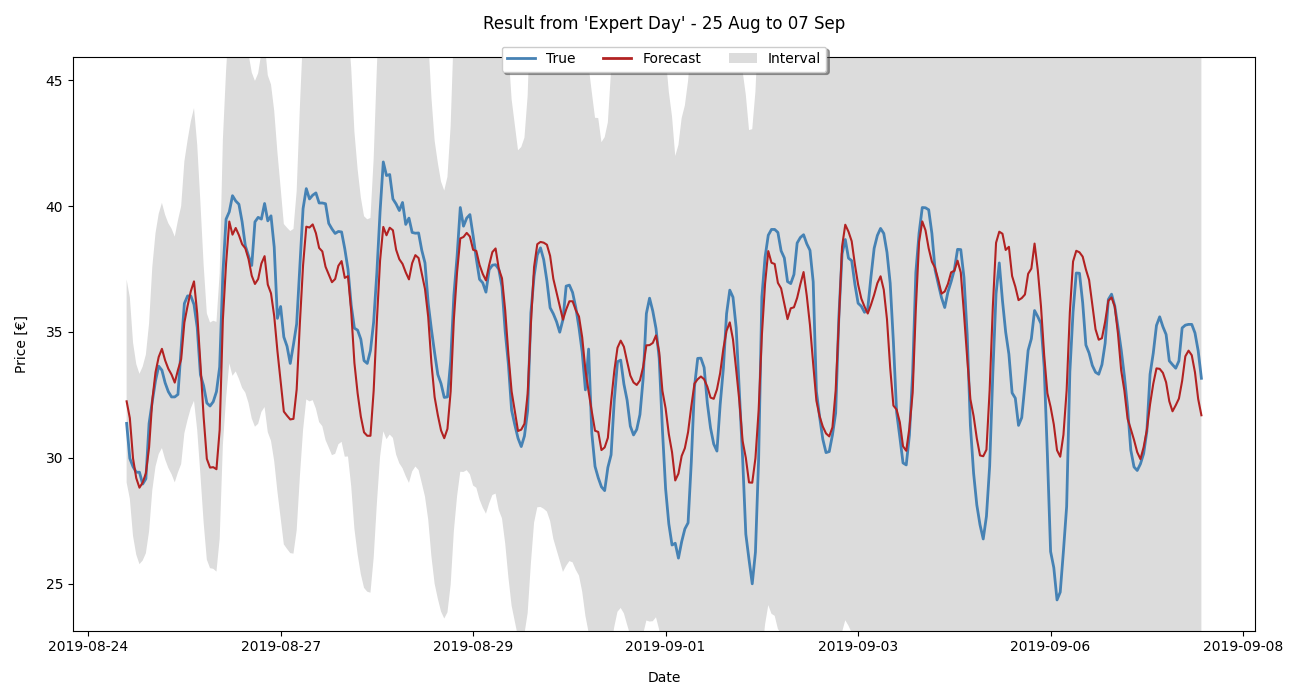 Result from 'Expert Day' - 25 Aug to 07 Sep
True Forecast Interval
45
40
35
30
25
Price [€]
2019-08-24 2019-08-27 2019-08-29 2019-09-01 2019-09-03 2019-09-06 2019-09-08
Date